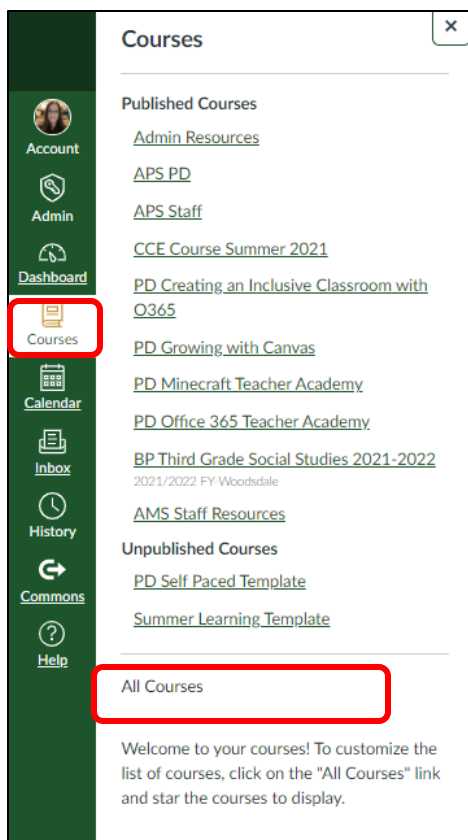 Courses
×
Account
Admin
Dashboard
Courses
Calendar
Inbox
History
Commons
Help
Published Courses
Admin Resources
APS PD
APS Staff
CCE Course Summer 2021
PD Creating an Inclusive Classroom with
O365
PD Growing with Canvas
PD Minecraft Teacher Academy
PD Office 365 Teacher Academy
BP Third Grade Social Studies 2021-2022
2021/2022 FY Woodsdale
AMS Staff Resources
Unpublished Courses
PD Self Paced Template
Summer Learning Template
All Courses
Welcome to your courses! To customize the
list of courses, click on the "All Courses" link
and star the courses to display.